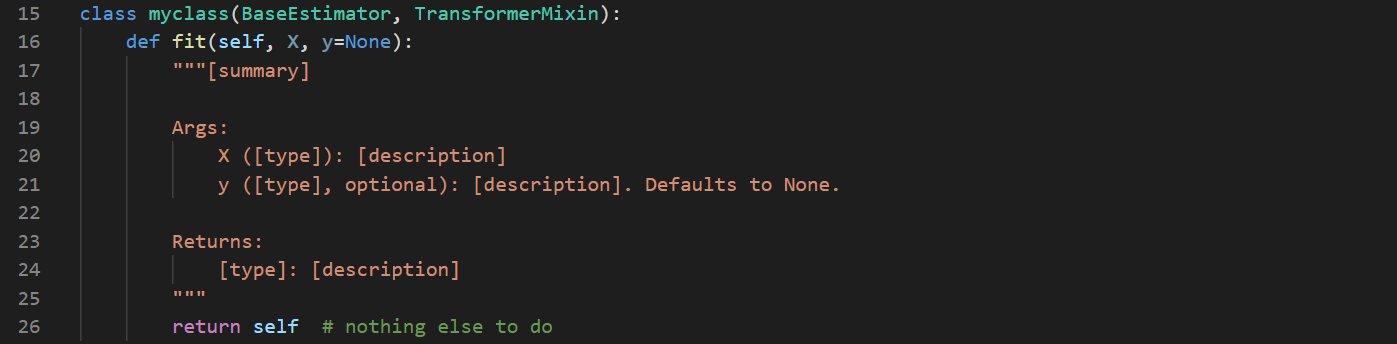 15 class myclass(BaseEstimator, TransformerMixin):
16     def fit(self, X, y=None):
17         """[summary]
18
19         Args:
20             X ([type]): [description]
21             y ([type], optional): [description]. Defaults to None.
22
23         Returns:
24             [type]: [description]
25         """
26         return self  # nothing else to do